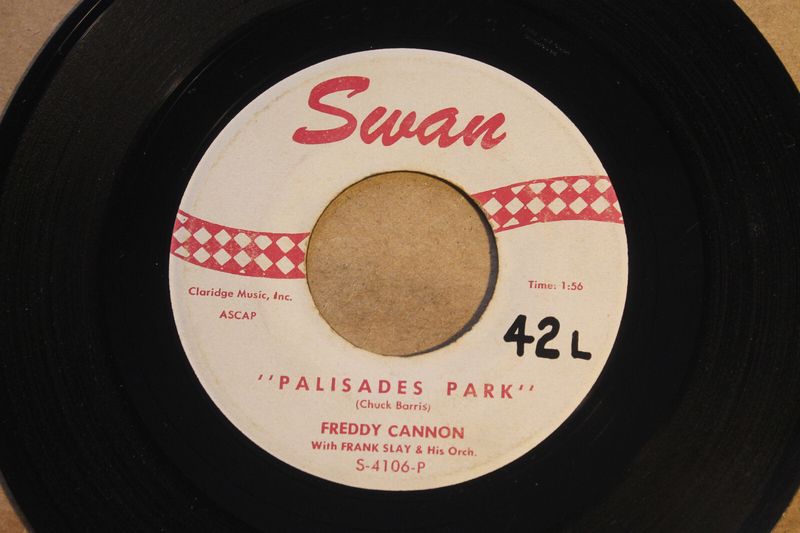 Swan
Claridge Music, Inc.
ASCAP
Time: 1:56
42L
"PALISADES PARK"
(Chuck Barris)
FREDDY CANNON
With FRANK SLAY & His Orch.
S-4106-P